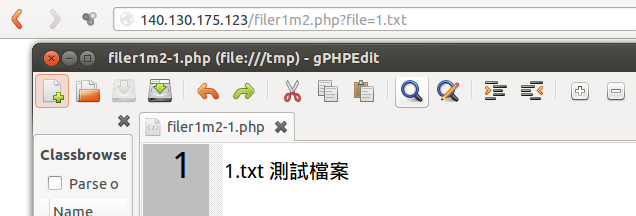 140.130.175.123/filer1m2.php?file=1.txt
filer1m2-1.php (file:///tmp) - gPHPEdit
filer1m2-1.php
Classbrowse
Parse o
Name
1
1.txt 測試檔案